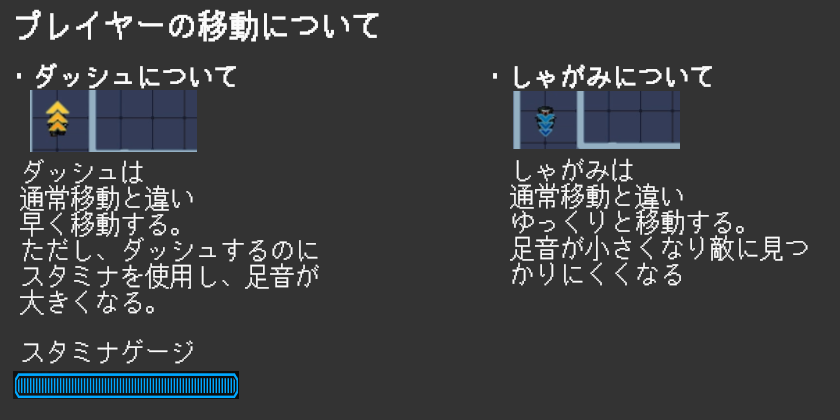 プレイヤーの移動について
・ダッシュについて
ダッシュは
通常移動と違い
早く移動する。
ただし、ダッシュするのに
スタミナを使用し、足音が
大きくなる。
スタミナゲージ
・しゃがみについて
しゃがみは
通常移動と違い
ゆっくりと移動する。
足音が小さくなり敵に見つ
かりにくくなる